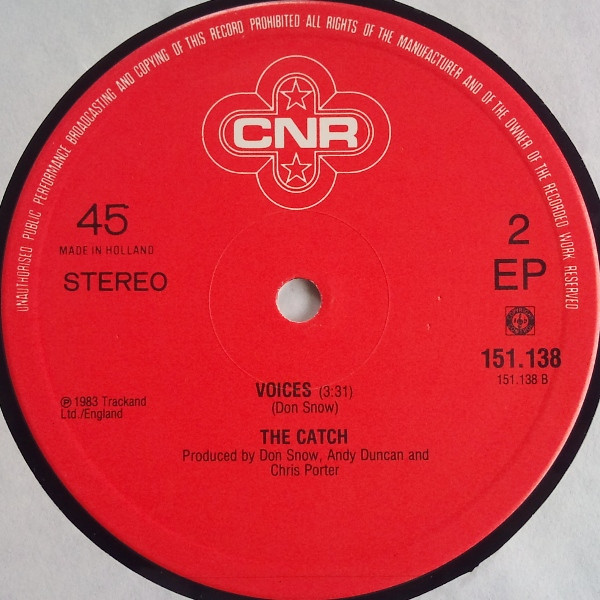 UNAUTHORISED PUBLIC PERFORMANCE BROADCASTING AND COPYING OF THIS RECORD PROHIBITED ALL RIGHTS OF THE MANUFACTURER AND OF THE OWNER OF THE RECORDED WORK RESERVED
CNR
45
MADE IN HOLLAND
STEREO
2
EP
151.138
151.138 B
℗ 1983 Trackand
Ltd./England
VOICES (3:31)
(Don Snow)
THE CATCH
Produced by Don Snow, Andy Duncan and
Chris Porter